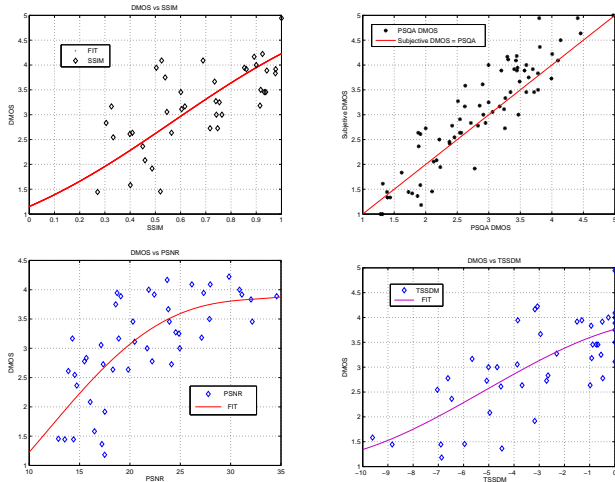 DMOS vs SSIM
5
4.5
4
3.5
3
2.5
2
1.5
1
DMOS
FIT
SSIM
0 0.1 0.2 0.3 0.4 0.5 0.6 0.7 0.8 0.9 1
SSIM
5
4.5
4
3.5
3
2.5
2
1.5
1
Subjective DMOS
PSQA DMOS
Subjective DMOS = PSQA
1 1.5 2 2.5 3 3.5 4 4.5 5
PSQA DMOS
DMOS vs PSNR
4.5
4
3.5
3
2.5
2
1.5
1
DMOS
PSNR
FIT
10 15 20 25 30 35
PSNR
DMOS vs TSSDM
5
4.5
4
3.5
3
2.5
2
1.5
1
DMOS
TSSDM
FIT
−10 −9 −8 −7 −6 −5 −4 −3 −2 −1 0
TSSDM